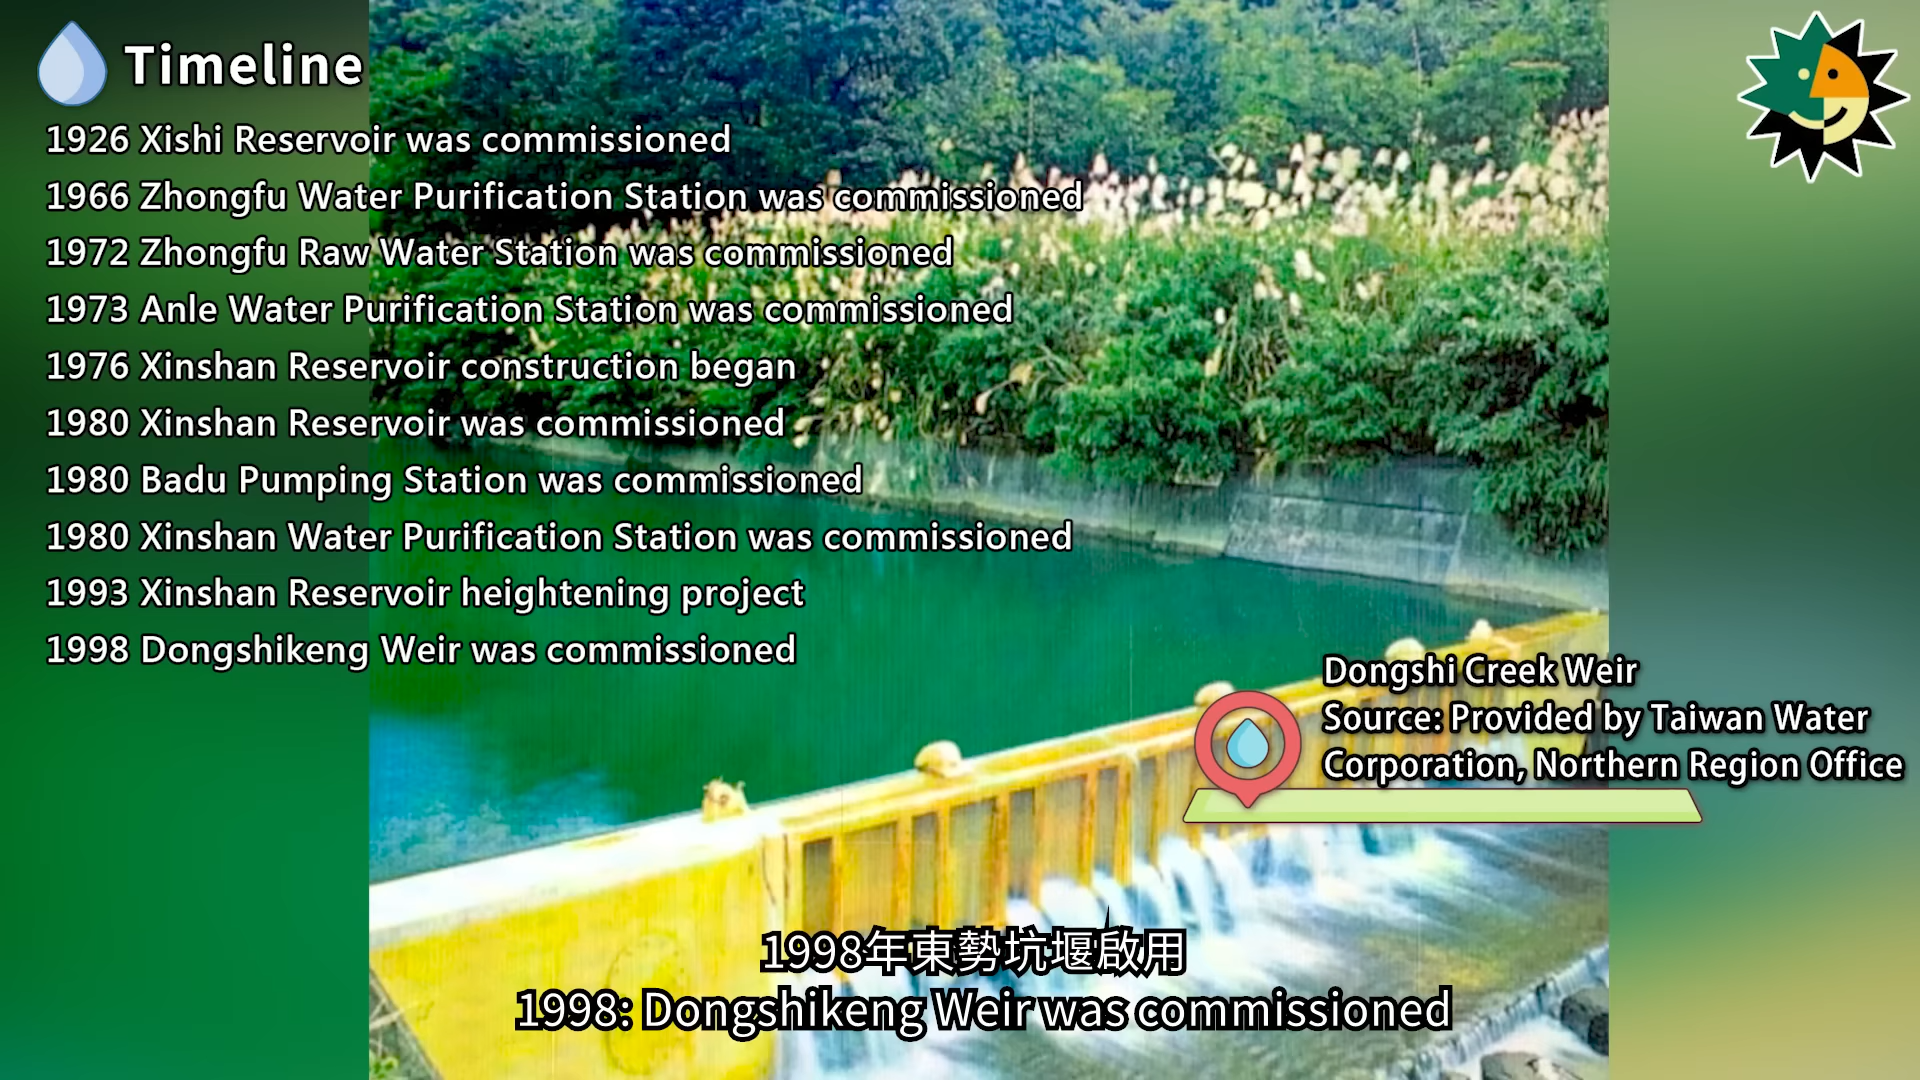 Timeline
1926 Xishi Reservoir was commissioned
1966 Zhongfu Water Purification Station was commissioned
1972 Zhongfu Raw Water Station was commissioned
1973 Anle Water Purification Station was commissioned
1976 Xinshan Reservoir construction began
1980 Xinshan Reservoir was commissioned
1980 Badu Pumping Station was commissioned
1980 Xinshan Water Purification Station was commissioned
1993 Xinshan Reservoir heightening project
1998 Dongshikeng Weir was commissioned
Dongshi Creek Weir
Source: Provided by Taiwan Water
Corporation, Northern Region Office
1998年東勢坑堰啟用
1998: Dongshikeng Weir was commissioned